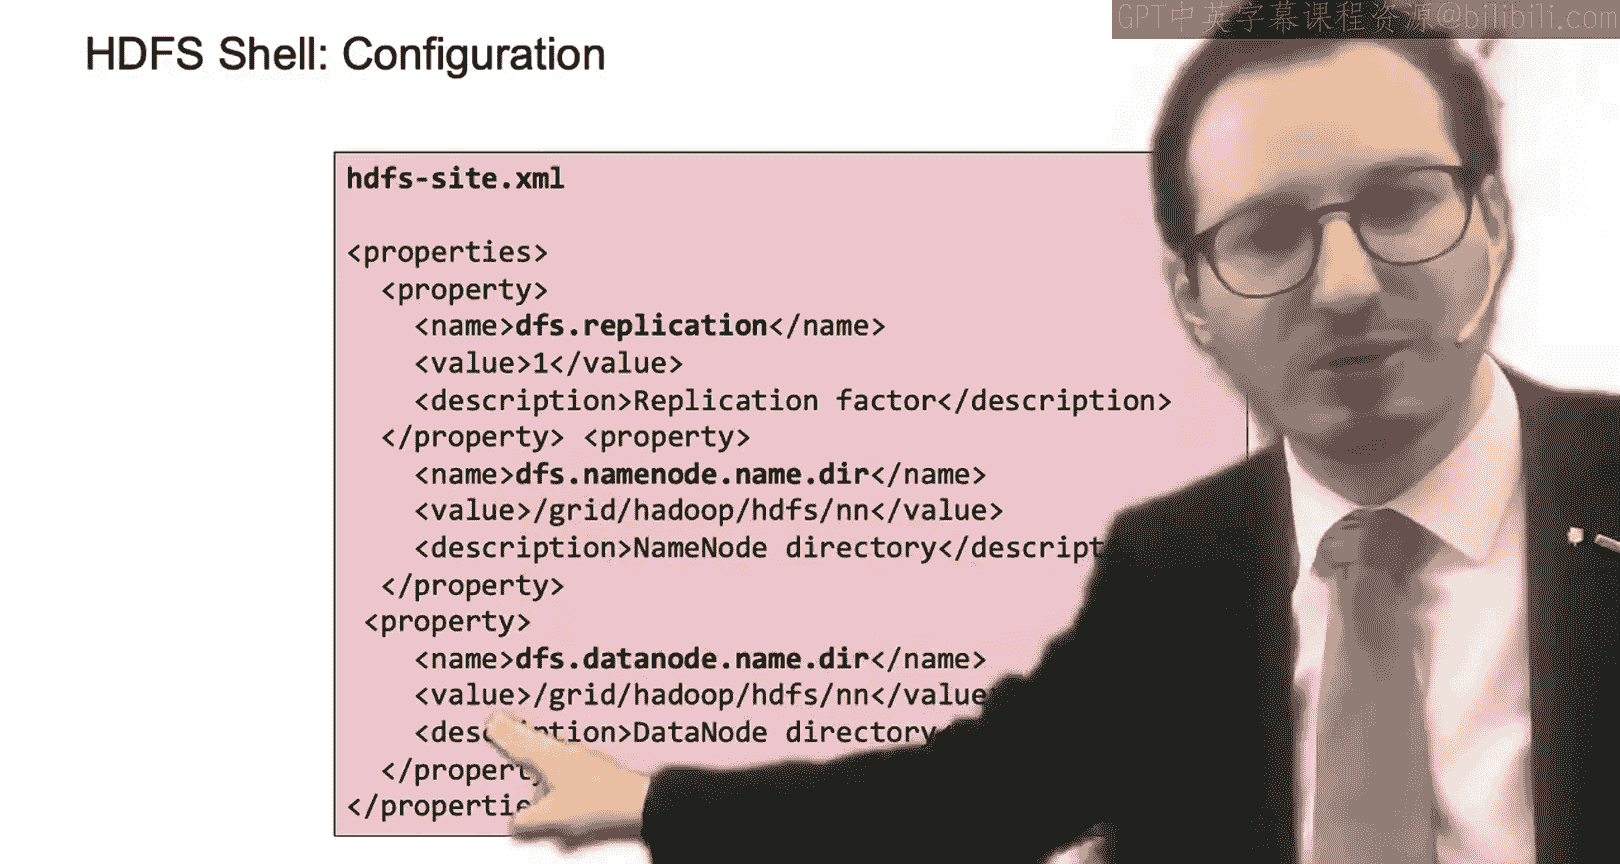 GPT中英字幕课程资源@bilibili.com
HDFS Shell: Configuration
hdfs-site.xml
<properties>
<property>
<name>dfs.replication</name>
<value>1</value>
<description>Replication factor</description>
</property> <property>
<name>dfs.namenode.name.dir</name>
<value>/grid/hadoop/hdfs/nn</value>
<description>NameNode directory</descript
</property>
<property>
<name>dfs.datanode.name.dir</name>
<value>/grid/hadoop/hdfs/nn</value
DataNode directory
</propert
</properti